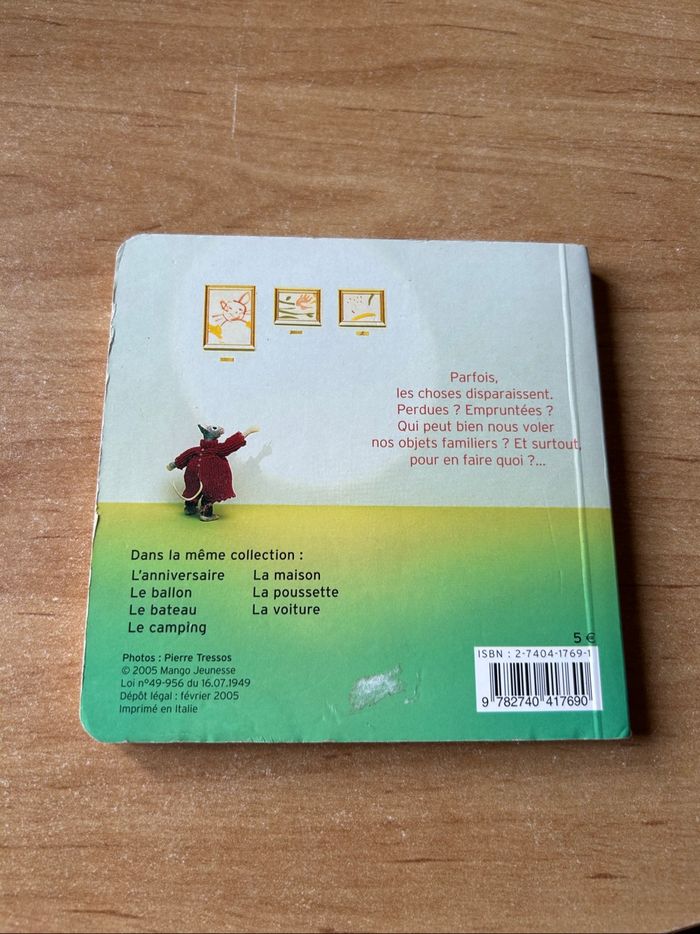 Parfois,
les choses disparaissent.
Perdues ? Empruntées ?
Qui peut bien nous voler
nos objets familiers ? Et surtout,
pour en faire quoi ?...
Dans la même collection :
L'anniversaire
Le ballon
Le bateau
Le camping
La maison
La poussette
La voiture
5 €
Photos : Pierre Tressos
© 2005 Mango Jeunesse
Loi n°49-956 du 16.07.1949
Dépôt légal : février 2005
Imprimé en Italie
ISBN : 2-7404-1769-1
9 782740 417690